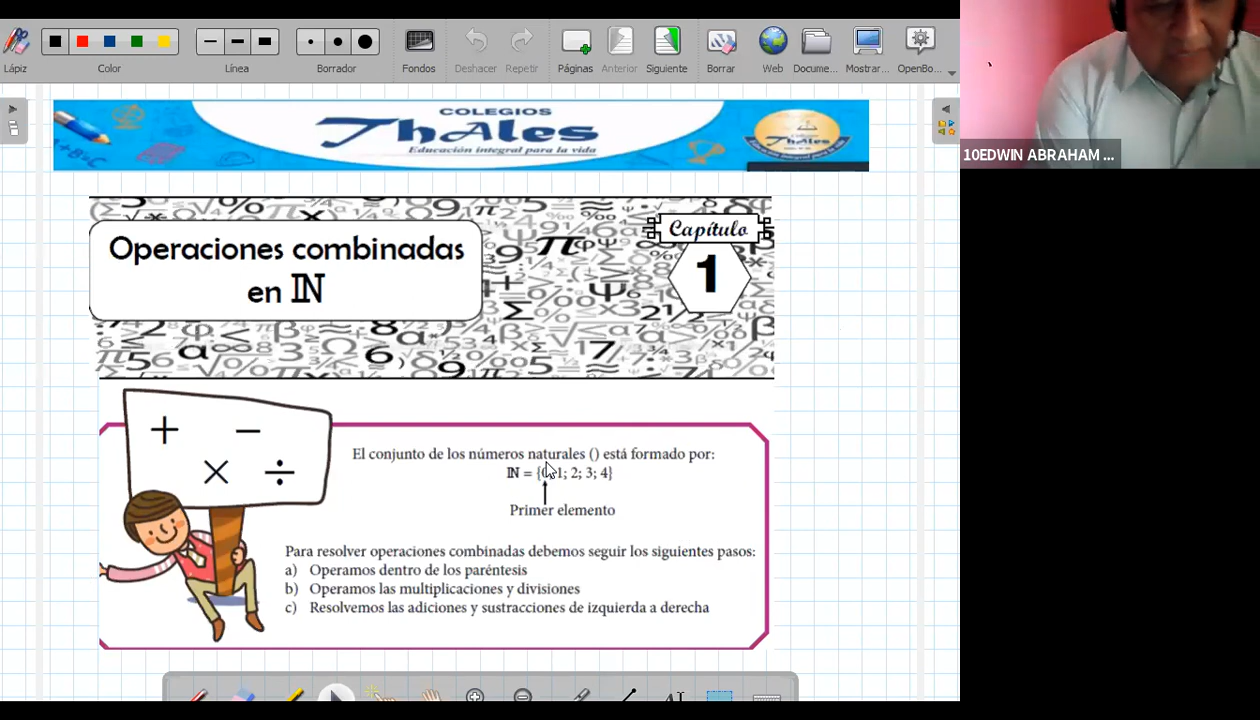 Lápiz
Color
Línea
Borrador
Fondos
Deshacer
Repetir
Páginas
Anterior
Siguiente
Borrar
Web
Docume...
Mostrar...
OpenBo...
COLEGIOS
Thales
Educación integral para la vida
10EDWIN ABRAHAM ...
Operaciones combinadas
en ℕ
Capítulo
1
+ −
× ÷
El conjunto de los números naturales () está formado por:
ℕ = { 1; 2; 3; 4}
Primer elemento
Para resolver operaciones combinadas debemos seguir los siguientes pasos:
a) Operamos dentro de los paréntesis
b) Operamos las multiplicaciones y divisiones
c) Resolvemos las adiciones y sustracciones de izquierda a derecha